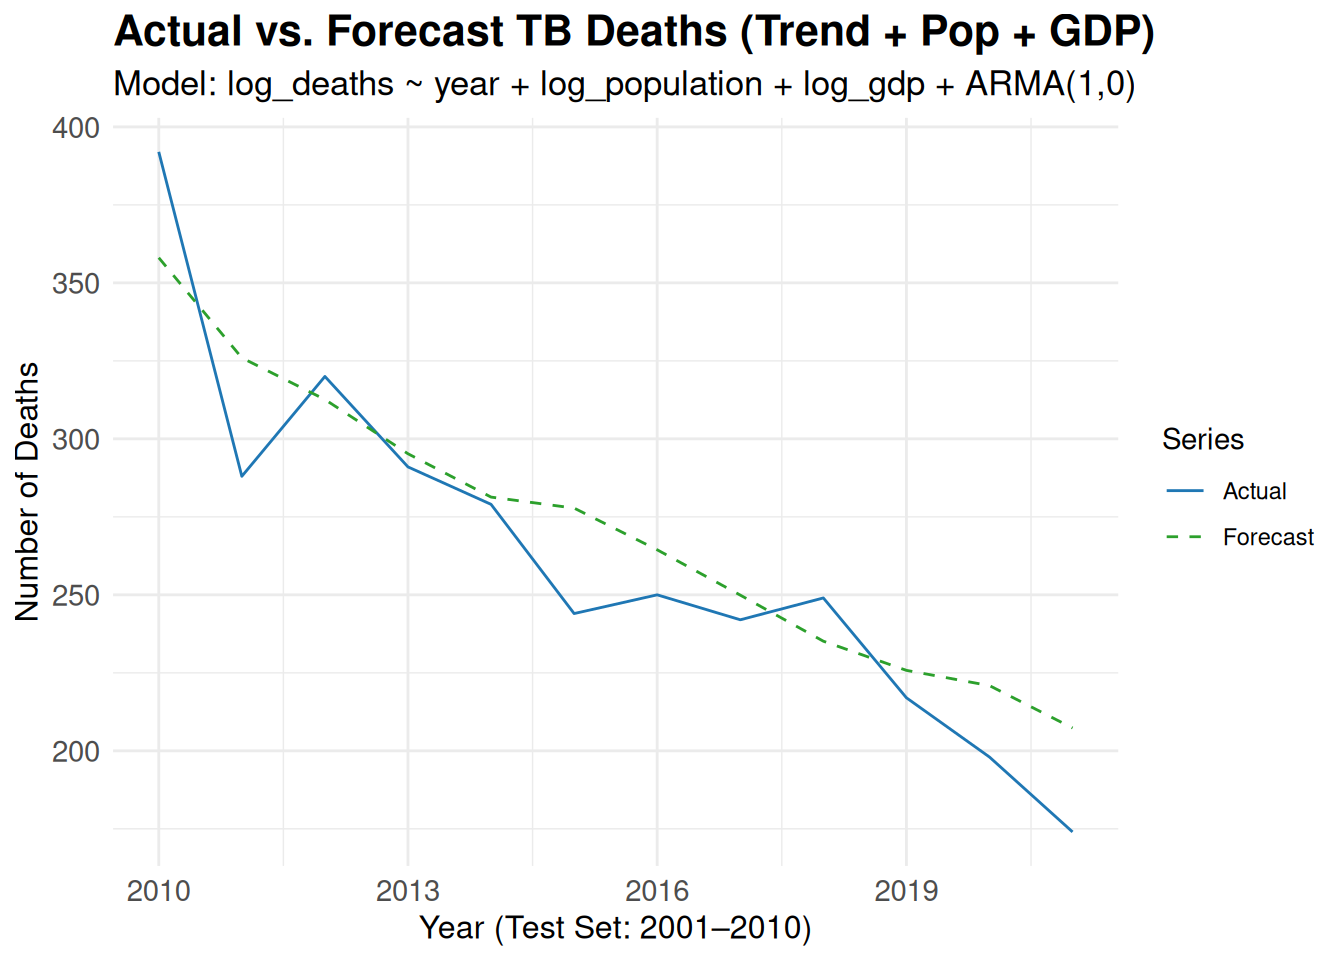 Actual vs. Forecast TB Deaths (Trend + Pop + GDP)
Model: log_deaths ~ year + log_population + log_gdp + ARMA(1,0)
400
350
300
250
200
Number of Deaths
2010
2013
2016
2019
Year (Test Set: 2001–2010)
Series
Actual
Forecast